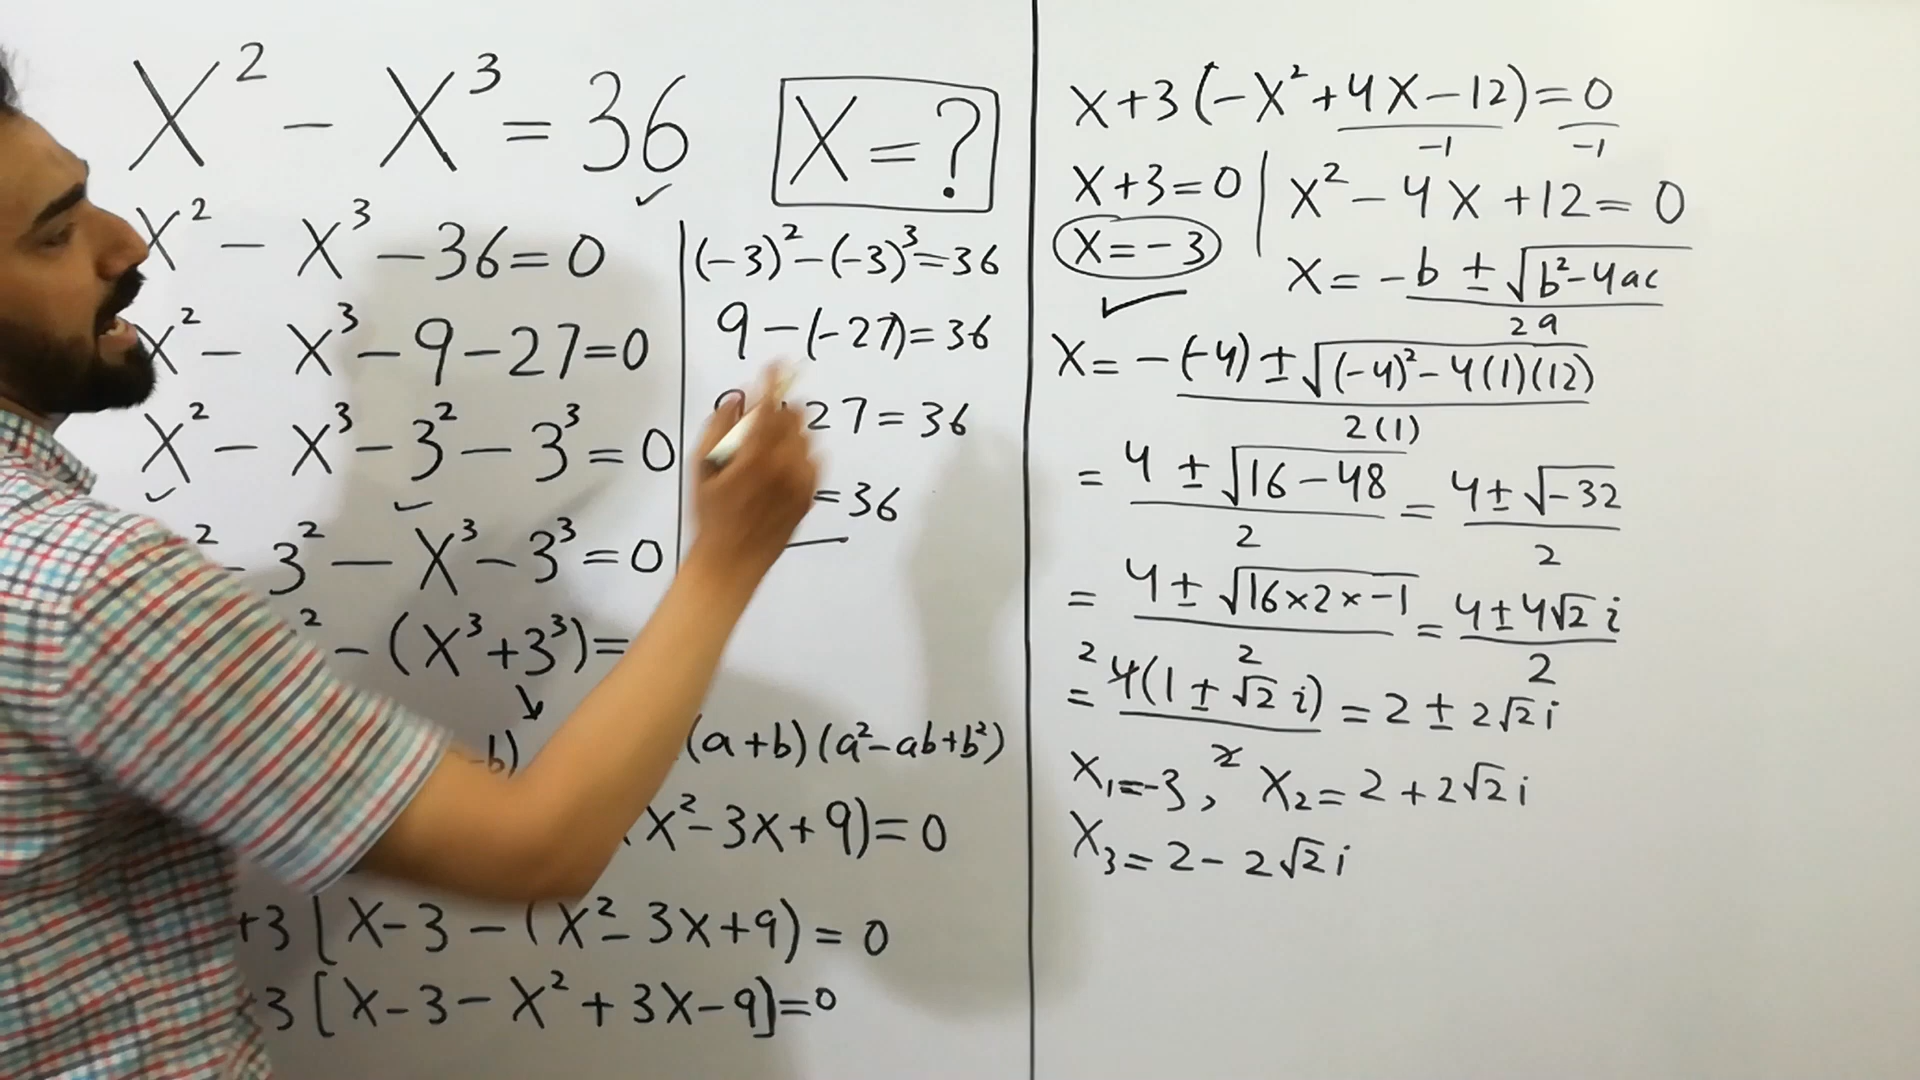 X² - X³ = 36
X = ?
X² - X³ - 36 = 0
X² - X³ - 9 - 27 = 0
X² - X³ - 3² - 3³ = 0
² - 3² - X³ - 3³ = 0
² - (X³ + 3³) =
-b)
(a+b)(a²-ab+b²)
X² - 3X + 9) = 0
+3 [X - 3 - (X² - 3X + 9) = 0
3 [X - 3 - X² + 3X - 9] = 0
(-3)² - (-3)³ = 36
9 - (-27) = 36
27 = 36
= 36
X + 3 (-X² + 4X - 12) = 0
-1 -1
X + 3 = 0 | X² - 4X + 12 = 0
X = -3
X = -b ± √b² - 4ac / 29
X = -(-4) ± √(-4)² - 4(1)(12) / 2(1)
= 4 ± √16 - 48 / 2 = 4 ± √-32 / 2
= 4 ± √16×2×-1 / 2 = 4 ± 4√2 i / 2
= ²4(1 ± √2 i) / 2 = 2 ± 2√2 i
X₁ = -3, X₂ = 2 + 2√2 i
X₃ = 2 - 2√2 i